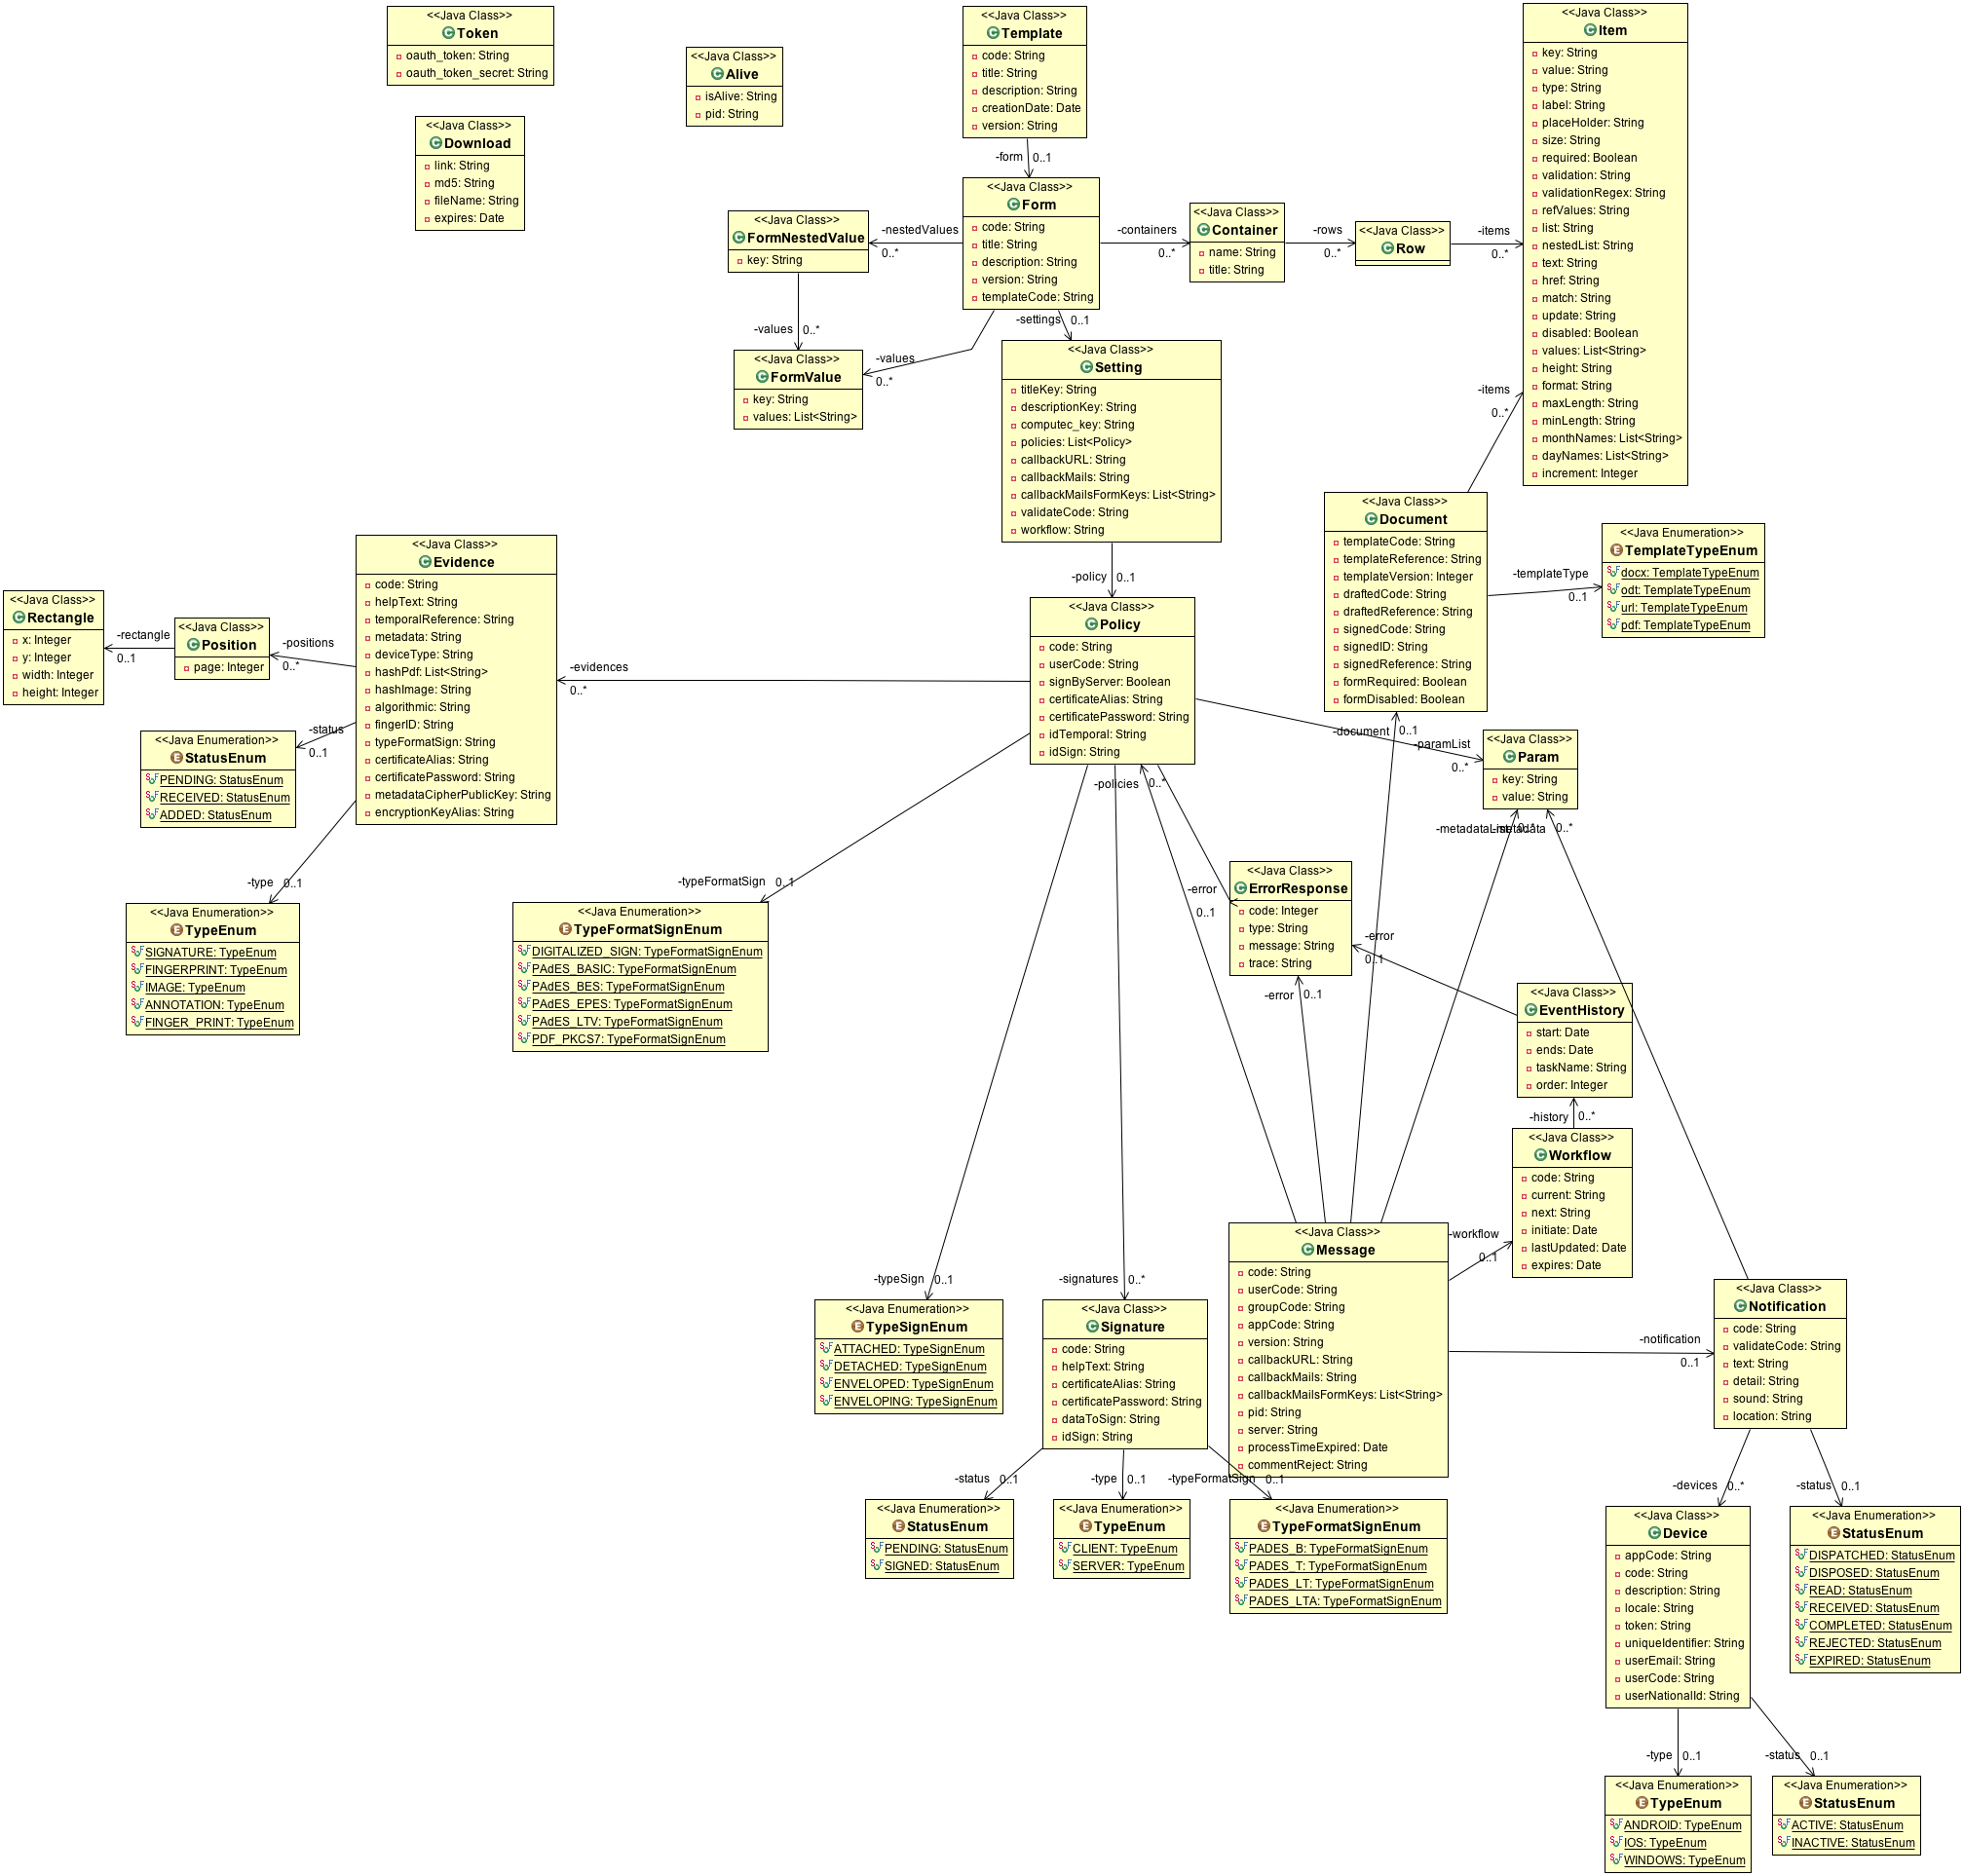 <<Java Class>>
Token
oauth_token: String
oauth_token_secret: String
<<Java Class>>
Download
link: String
md5: String
fileName: String
expires: Date
<<Java Class>>
Alive
isAlive: String
pid: String
<<Java Class>>
Template
code: String
title: String
description: String
creationDate: Date
version: String
-form 0..1
<<Java Class>>
Form
code: String
title: String
description: String
version: String
templateCode: String
-nestedValues
0..*
<<Java Class>>
FormNestedValue
key: String
-values 0..*
<<Java Class>>
FormValue
key: String
values: List<String>
-values
0..*
-containers
0..*
<<Java Class>>
Container
name: String
title: String
-rows
0..*
<<Java Class>>
Row
-items
0..*
<<Java Class>>
Item
key: String
value: String
type: String
label: String
placeHolder: String
size: String
required: Boolean
validation: String
validationRegex: String
refValues: String
list: String
nestedList: String
text: String
href: String
match: String
update: String
disabled: Boolean
values: List<String>
height: String
format: String
maxLength: String
minLength: String
monthNames: List<String>
dayNames: List<String>
increment: Integer
-settings 0..1
<<Java Class>>
Setting
titleKey: String
descriptionKey: String
computec_key: String
policies: List<Policy>
callbackURL: String
callbackMails: String
callbackMailsFormKeys: List<String>
validateCode: String
workflow: String
-items
0..*
<<Java Class>>
Document
templateCode: String
templateReference: String
templateVersion: Integer
draftedCode: String
draftedReference: String
signedCode: String
signedID: String
signedReference: String
formRequired: Boolean
formDisabled: Boolean
-templateType
0..1
<<Java Enumeration>>
TemplateTypeEnum
docx: TemplateTypeEnum
odt: TemplateTypeEnum
url: TemplateTypeEnum
pdf: TemplateTypeEnum
<<Java Class>>
Rectangle
x: Integer
y: Integer
width: Integer
height: Integer
-rectangle
0..1
<<Java Class>>
Position
page: Integer
-positions
0..*
<<Java Class>>
Evidence
code: String
helpText: String
temporalReference: String
metadata: String
deviceType: String
hashPdf: List<String>
hashImage: String
algorithmic: String
fingerID: String
typeFormatSign: String
certificateAlias: String
certificatePassword: String
metadataCipherPublicKey: String
encryptionKeyAlias: String
-evidences
0..*
-policy 0..1
<<Java Class>>
Policy
code: String
userCode: String
signByServer: Boolean
certificateAlias: String
certificatePassword: String
idTemporal: String
idSign: String
-status
0..1
<<Java Enumeration>>
StatusEnum
PENDING: StatusEnum
RECEIVED: StatusEnum
ADDED: StatusEnum
-type 0..1
<<Java Enumeration>>
TypeEnum
SIGNATURE: TypeEnum
FINGERPRINT: TypeEnum
IMAGE: TypeEnum
ANNOTATION: TypeEnum
FINGER_PRINT: TypeEnum
-typeFormatSign 0..1
<<Java Enumeration>>
TypeFormatSignEnum
DIGITALIZED_SIGN: TypeFormatSignEnum
PAdES_BASIC: TypeFormatSignEnum
PAdES_BES: TypeFormatSignEnum
PAdES_EPES: TypeFormatSignEnum
PAdES_LTV: TypeFormatSignEnum
PDF_PKCS7: TypeFormatSignEnum
-document 0..1
-paramList
0..*
<<Java Class>>
Param
key: String
value: String
-policies 0..*
-metadataList 0..*
-metadata 0..*
-error
0..1
<<Java Class>>
ErrorResponse
code: Integer
type: String
message: String
trace: String
-error
0..1
-error 0..1
<<Java Class>>
EventHistory
start: Date
ends: Date
taskName: String
order: Integer
-history 0..*
<<Java Class>>
Workflow
code: String
current: String
next: String
initiate: Date
lastUpdated: Date
expires: Date
-workflow
0..1
<<Java Class>>
Message
code: String
userCode: String
groupCode: String
appCode: String
version: String
callbackURL: String
callbackMails: String
callbackMailsFormKeys: List<String>
pid: String
server: String
processTimeExpired: Date
commentReject: String
-notification
0..1
<<Java Class>>
Notification
code: String
validateCode: String
text: String
detail: String
sound: String
location: String
-typeSign 0..1
<<Java Enumeration>>
TypeSignEnum
ATTACHED: TypeSignEnum
DETACHED: TypeSignEnum
ENVELOPED: TypeSignEnum
ENVELOPING: TypeSignEnum
-signatures 0..*
<<Java Class>>
Signature
code: String
helpText: String
certificateAlias: String
certificatePassword: String
dataToSign: String
idSign: String
-status 0..1
<<Java Enumeration>>
StatusEnum
PENDING: StatusEnum
SIGNED: StatusEnum
-type 0..1
<<Java Enumeration>>
TypeEnum
CLIENT: TypeEnum
SERVER: TypeEnum
-typeFormatSign 0..1
<<Java Enumeration>>
TypeFormatSignEnum
PADES_B: TypeFormatSignEnum
PADES_T: TypeFormatSignEnum
PADES_LT: TypeFormatSignEnum
PADES_LTA: TypeFormatSignEnum
-devices 0..*
<<Java Class>>
Device
appCode: String
code: String
description: String
locale: String
token: String
uniqueIdentifier: String
userEmail: String
userCode: String
userNationalId: String
-status 0..1
<<Java Enumeration>>
StatusEnum
DISPATCHED: StatusEnum
DISPOSED: StatusEnum
READ: StatusEnum
RECEIVED: StatusEnum
COMPLETED: StatusEnum
REJECTED: StatusEnum
EXPIRED: StatusEnum
-type 0..1
<<Java Enumeration>>
TypeEnum
ANDROID: TypeEnum
IOS: TypeEnum
WINDOWS: TypeEnum
-status 0..1
<<Java Enumeration>>
StatusEnum
ACTIVE: StatusEnum
INACTIVE: StatusEnum